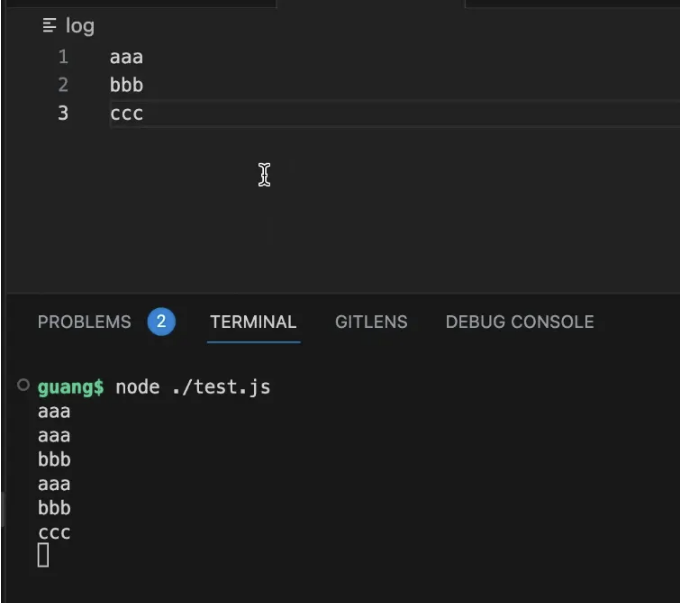 log
1 aaa
2 bbb
3 ccc
PROBLEMS 2 TERMINAL GITLENS DEBUG CONSOLE
guang$ node ./test.js
aaa
aaa
bbb
aaa
bbb
ccc